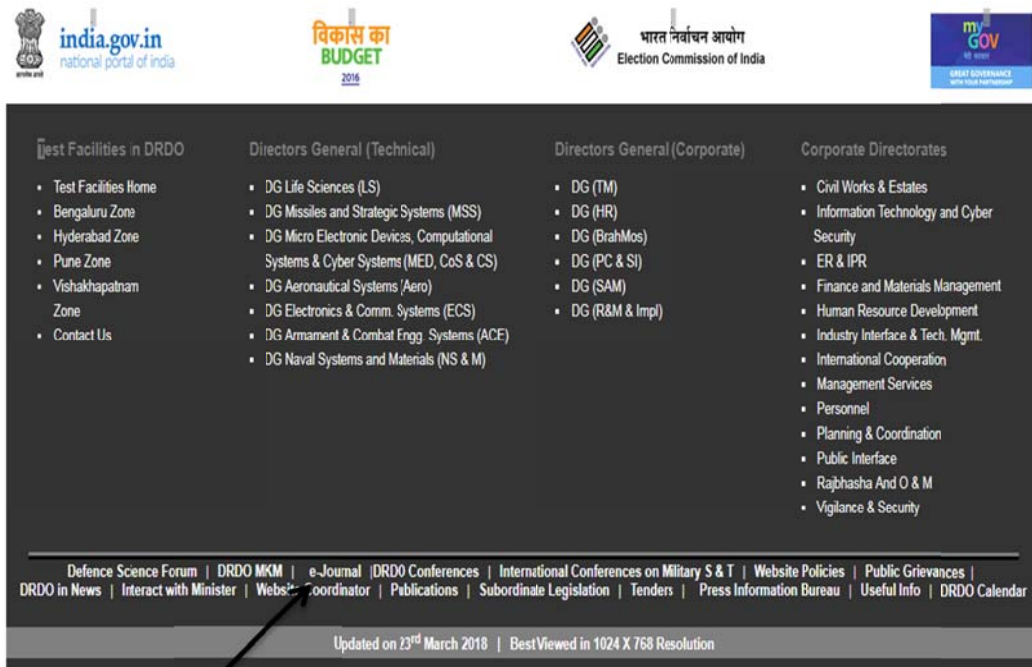 india.gov.in
national portal of india
विकास का
BUDGET
2016
भारत निर्वाचन आयोग
Election Commission of India
my
GOV
मेरी सरकार
GREAT GOVERNANCE
WITH YOUR PARTNERSHIP
Test Facilities in DRDO
Test Facilities Home
Bengaluru Zone
Hyderabad Zone
Pune Zone
Vishakhapatnam
Zone
Contact Us
Directors General (Technical)
DG Life Sciences (LS)
DG Missiles and Strategic Systems (MSS)
DG Micro Electronic Devices, Computational
Systems & Cyber Systems (MED, CoS & CS)
DG Aeronautical Systems (Aero)
DG Electronics & Comm. Systems (ECS)
DG Armament & Combat Engg. Systems (ACE)
DG Naval Systems and Materials (NS & M)
Directors General (Corporate)
DG (TM)
DG (HR)
DG (BrahMos)
DG (PC & SI)
DG (SAM)
DG (R&M & Impl)
Corporate Directorates
Civil Works & Estates
Information Technology and Cyber
Security
ER & IPR
Finance and Materials Management
Human Resource Development
Industry Interface & Tech. Mgmt.
International Cooperation
Management Services
Personnel
Planning & Coordination
Public Interface
Rajbhasha And O & M
Vigilance & Security
Defence Science Forum | DRDO MKM | e-Journal | DRDO Conferences | International Conferences on Military S & T | Website Policies | Public Grievances |
DRDO in News | Interact with Minister | Website Coordinator | Publications | Subordinate Legislation | Tenders | Press Information Bureau | Useful Info | DRDO Calendar
Updated on 23rd March 2018 | Best Viewed in 1024 X 768 Resolution